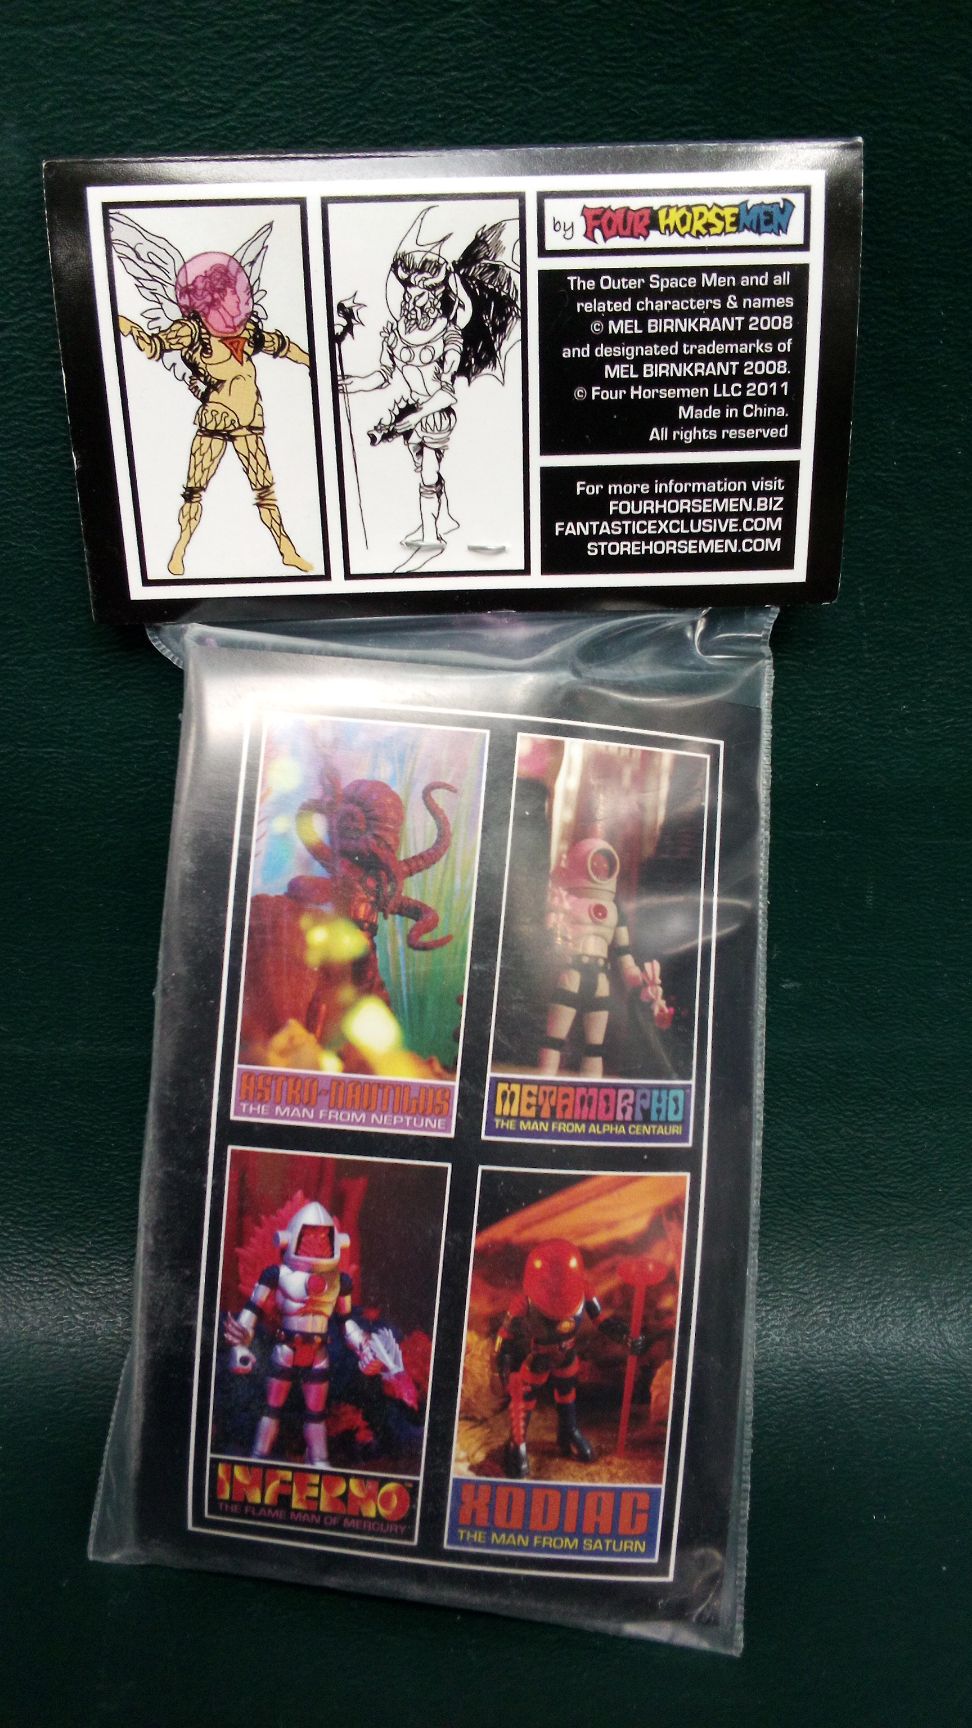 by FOUR HORSEMEN
The Outer Space Men and all
related characters & names
© MEL BIRNKRANT 2008
and designated trademarks of
MEL BIRNKRANT 2008.
© Four Horsemen LLC 2011
Made in China.
All rights reserved
For more information visit
FOURHORSEMEN.BIZ
FANTASTICEXCLUSIVE.COM
STOREHORSEMEN.COM
ASTRO-NAUTILUS
THE MAN FROM NEPTUNE
METAMORPHO
THE MAN FROM ALPHA CENTAURI
INFERNO
THE FLAME MAN OF MERCURY
XODIAC
THE MAN FROM SATURN